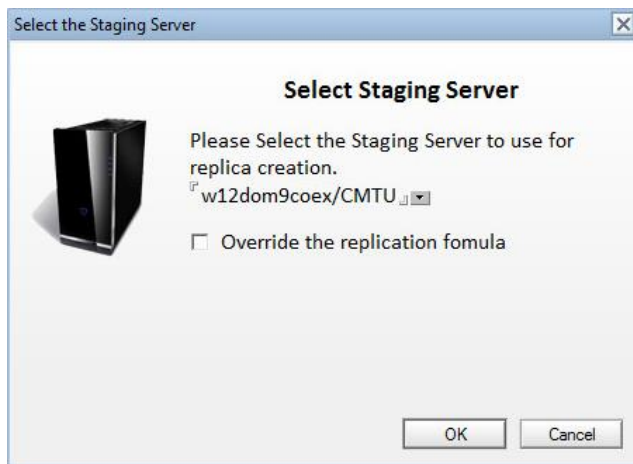 Select the Staging Server
Select Staging Server
Please Select the Staging Server to use for
replica creation.
w12dom9coex/CMTU
Override the replication fomula
OK Cancel